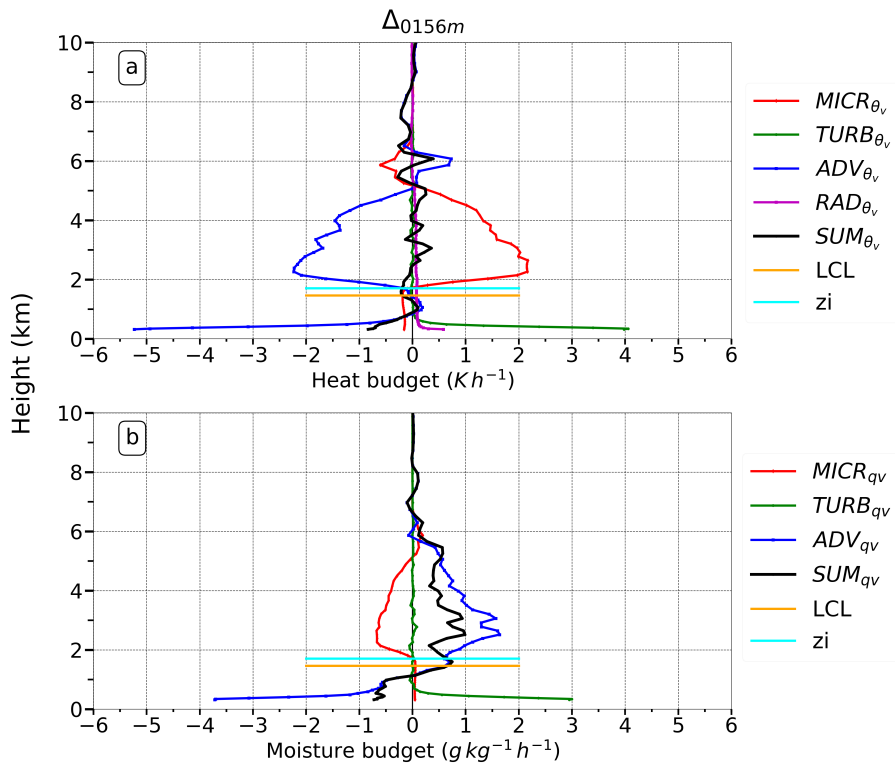 Δ0156m
a
10
8
6
4
2
0
−6 −5 −4 −3 −2 −1 0 1 2 3 4 5 6
Heat budget (K h−1)
MICRθv
TURBθv
ADVθv
RADθv
SUMθv
LCL
zi
Height (km)
b
10
8
6
4
2
0
−6 −5 −4 −3 −2 −1 0 1 2 3 4 5 6
Moisture budget (g kg−1 h−1)
MICRqv
TURBqv
ADVqv
SUMqv
LCL
zi